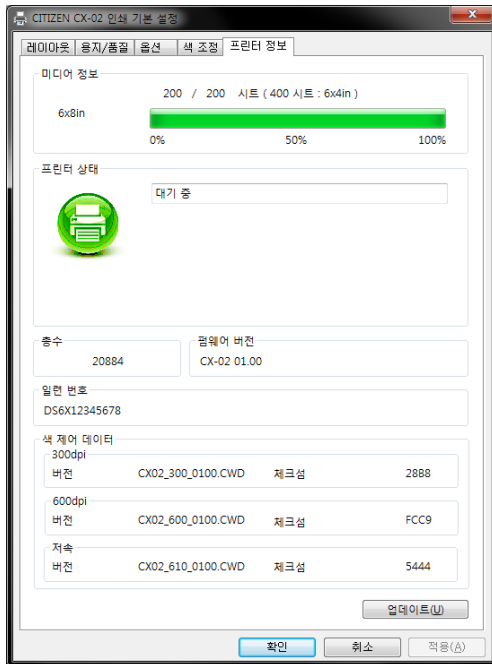 CITIZEN CX-02 인쇄 기본 설정
레이아웃 용지/품질 옵션 색 조정 프린터 정보
미디어 정보
200 / 200 시트 ( 400 시트 : 6x4in )
6x8in
0% 50% 100%
프린터 상태
대기 중
총수 펌웨어 버전
20884 CX-02 01.00
일련 번호
DS6X12345678
색 제어 데이터
300dpi
버전 CX02_300_0100.CWD 체크섬 28B8
600dpi
버전 CX02_600_0100.CWD 체크섬 FCC9
저속
버전 CX02_610_0100.CWD 체크섬 5444
업데이트(U)
확인 취소 적용(A)